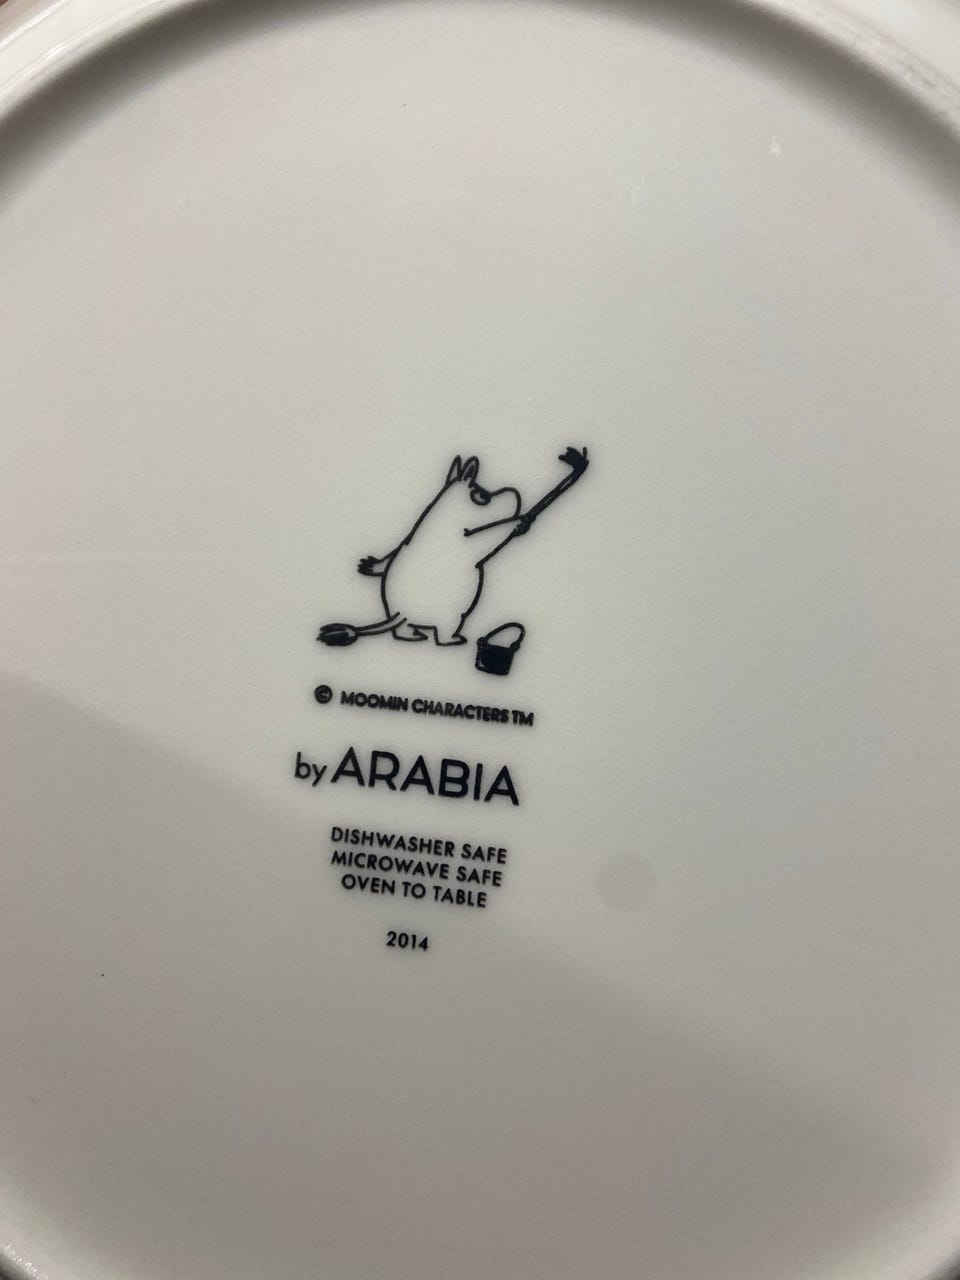 © MOOMIN CHARACTERS TM
by ARABIA
DISHWASHER SAFE
MICROWAVE SAFE
OVEN TO TABLE
2014